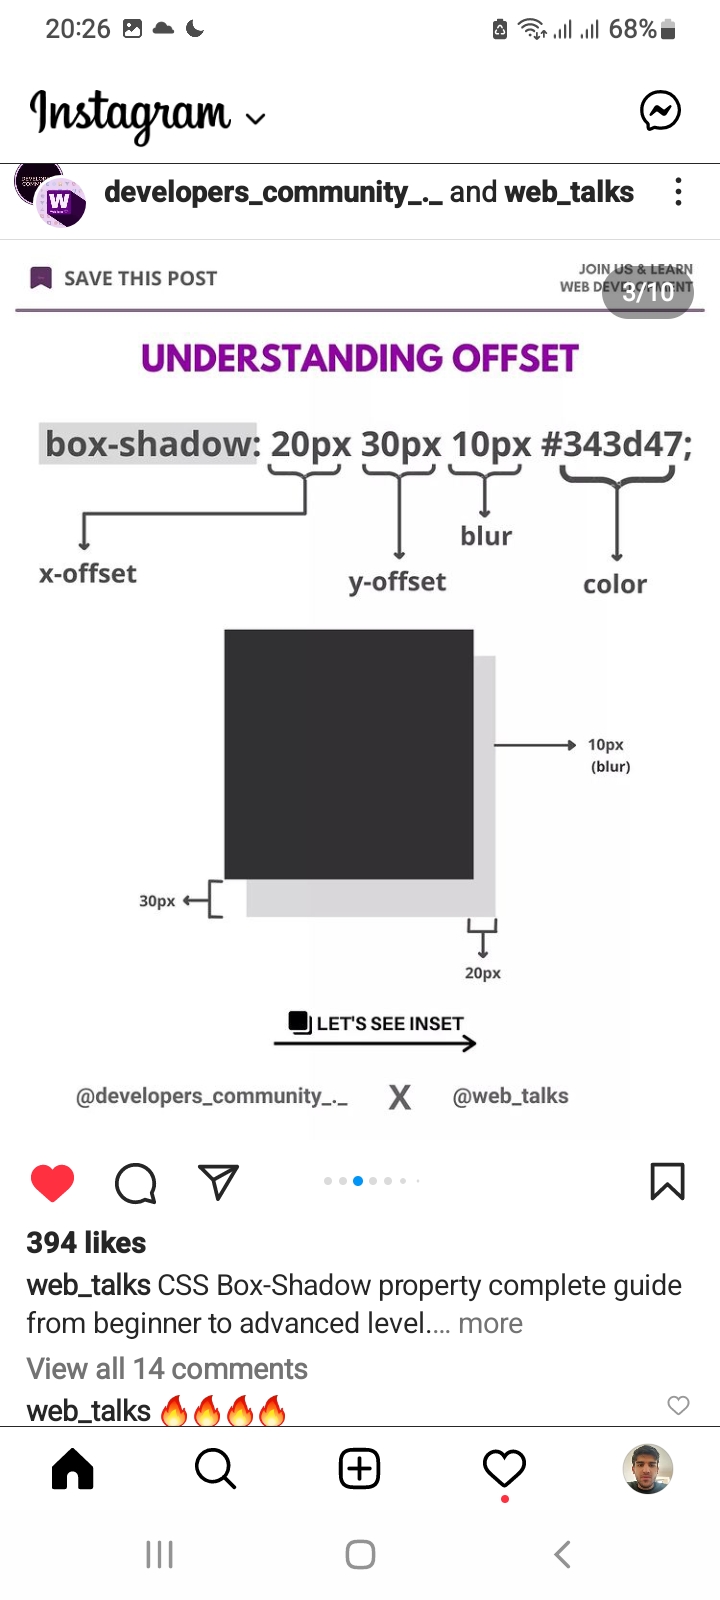 20:26
68%
Instagram
developers_community_._ and web_talks
W
SAVE THIS POST
JOIN US & LEARN
WEB DEVELOPMENT
3/10
UNDERSTANDING OFFSET
box-shadow: 20px 30px 10px #343d47;
blur
x-offset
y-offset
color
10px
(blur)
30px
20px
LET'S SEE INSET
@developers_community_._ X @web_talks
394 likes
web_talks CSS Box-Shadow property complete guide
from beginner to advanced level.... more
View all 14 comments
web_talks 🔥🔥🔥🔥